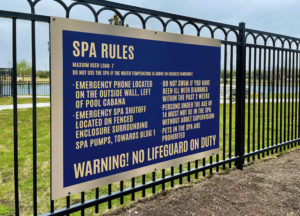 SPA RULES
MAXIUM USER LOAD: 7
DO NOT USE THE SPA IF THE WATER TEMPERATURE IS ABOVE 104 DEGREES FAHRENHEIT
·EMERGENCY PHONE LOCATED
ON THE OUTSIDE WALL, LEFT
OF POOL CABANA
·EMERGENCY SPA SHUTOFF
LOCATED ON FENCED
ENCLOSURE SURROUNDING
SPA PUMPS, TOWARDS BLDG 1
·DO NOT SWIM IF YOU HAVE
BEEN ILL WITH DIARRHEA
WITHIN THE PAST 2 WEEKS
·PERSONS UNDER THE AGE OF
14 MUST NOT BE IN THE SPA
WITHOUT ADULT SUPERVISION
·PETS IN THE SPA ARE
PROHIBITED
WARNING! NO LIFEGUARD ON DUTY